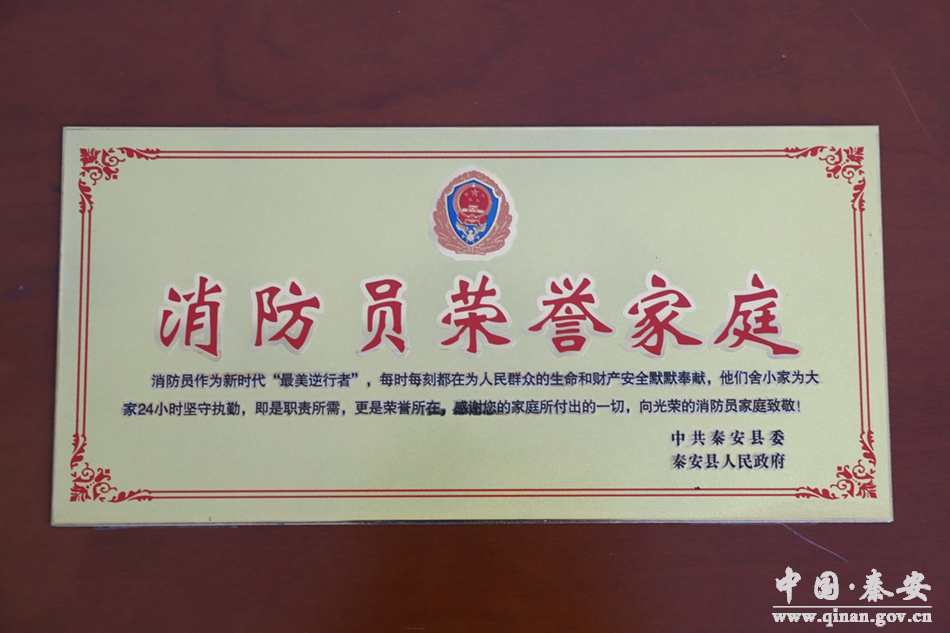 消防员荣誉家庭
消防员作为新时代“最美逆行者”，每时每刻都在为人民群众的生命和财产安全默默奉献，他们舍小家为大
家24小时坚守执勤，即是职责所需，更是荣誉所在，感谢您的家庭所付出的一切，向光荣的消防员家庭致敬！
中共秦安县委
秦安县人民政府
中国·秦安
www.qinan.gov.cn